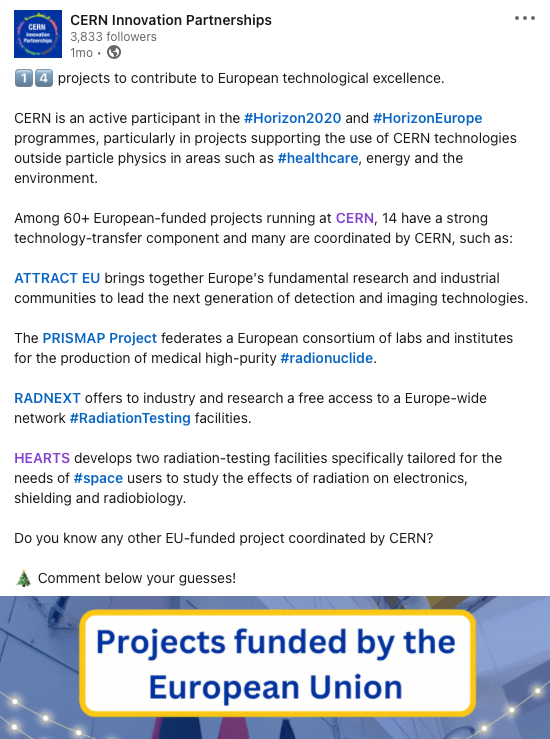 CERN
Innovation
Partnerships
CERN Innovation Partnerships
3,833 followers
1mo •
1️⃣4️⃣ projects to contribute to European technological excellence.
CERN is an active participant in the #Horizon2020 and #HorizonEurope
programmes, particularly in projects supporting the use of CERN technologies
outside particle physics in areas such as #healthcare, energy and the
environment.
Among 60+ European-funded projects running at CERN, 14 have a strong
technology-transfer component and many are coordinated by CERN, such as:
ATTRACT EU brings together Europe's fundamental research and industrial
communities to lead the next generation of detection and imaging technologies.
The PRISMAP Project federates a European consortium of labs and institutes
for the production of medical high-purity #radionuclide.
RADNEXT offers to industry and research a free access to a Europe-wide
network #RadiationTesting facilities.
HEARTS develops two radiation-testing facilities specifically tailored for the
needs of #space users to study the effects of radiation on electronics,
shielding and radiobiology.
Do you know any other EU-funded project coordinated by CERN?
🎄 Comment below your guesses!
Projects funded by the
European Union